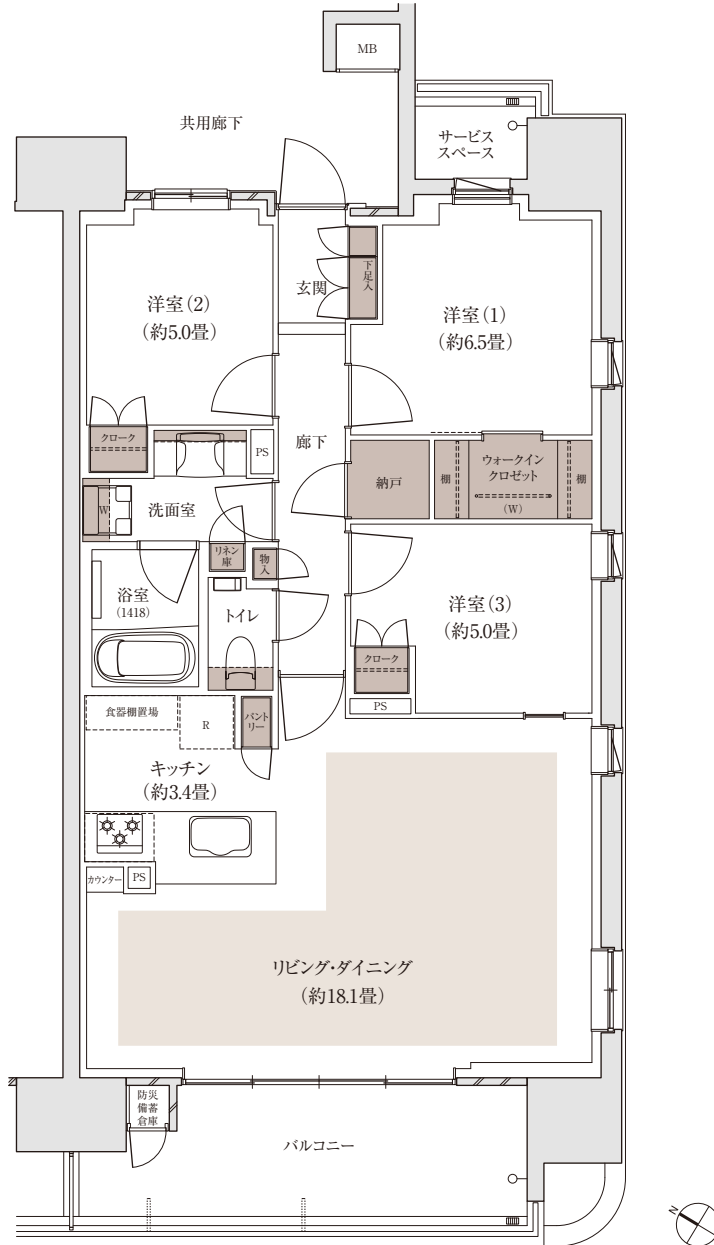 MB
共用廊下
サービス
スペース
玄関
下足入
洋室(2)
(約5.0畳)
洋室(1)
(約6.5畳)
クローク
PS
廊下
納戸
棚
ウォークイン
クロゼット
(W)
棚
W
洗面室
リネン
庫
物入
浴室
(1418)
トイレ
洋室(3)
(約5.0畳)
クローク
PS
食器棚置場
R
パント
リー
キッチン
(約3.4畳)
カウンター
PS
リビング・ダイニング
(約18.1畳)
防災
備蓄
倉庫
バルコニー
N